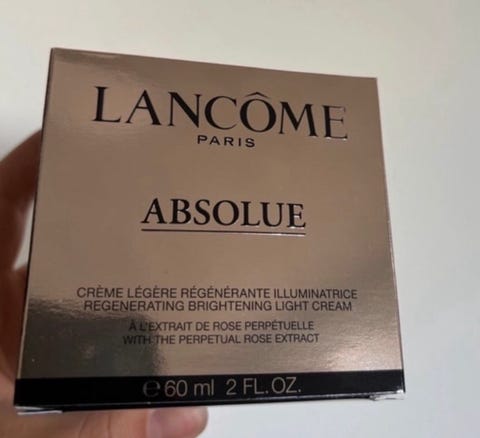 LANCÔME
PARIS
ABSOLUE
CRÈME LÉGÈRE RÉGÉNÉRANTE ILLUMINATRICE
REGENERATING BRIGHTENING LIGHT CREAM
À L'EXTRAIT DE ROSE PERPÉTUELLE
WITH THE PERPETUAL ROSE EXTRACT
℮60 ml 2 FL.OZ.